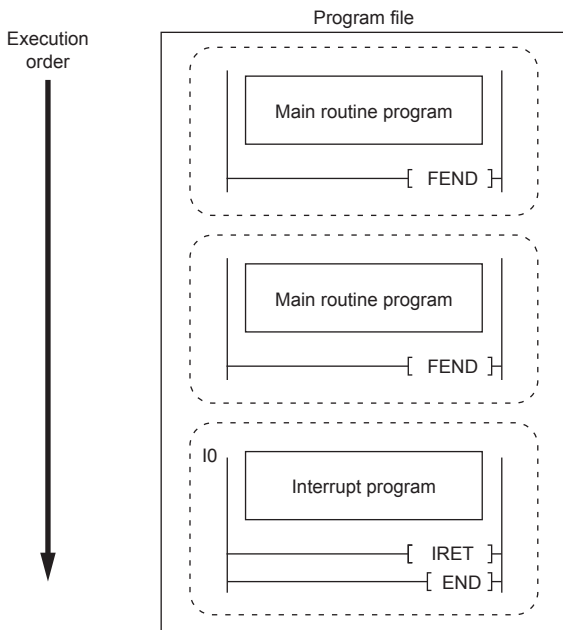 Program file
Execution
order
Main routine program
[ FEND ]
Main routine program
[ FEND ]
I0
Interrupt program
[ IRET ]
[ END ]